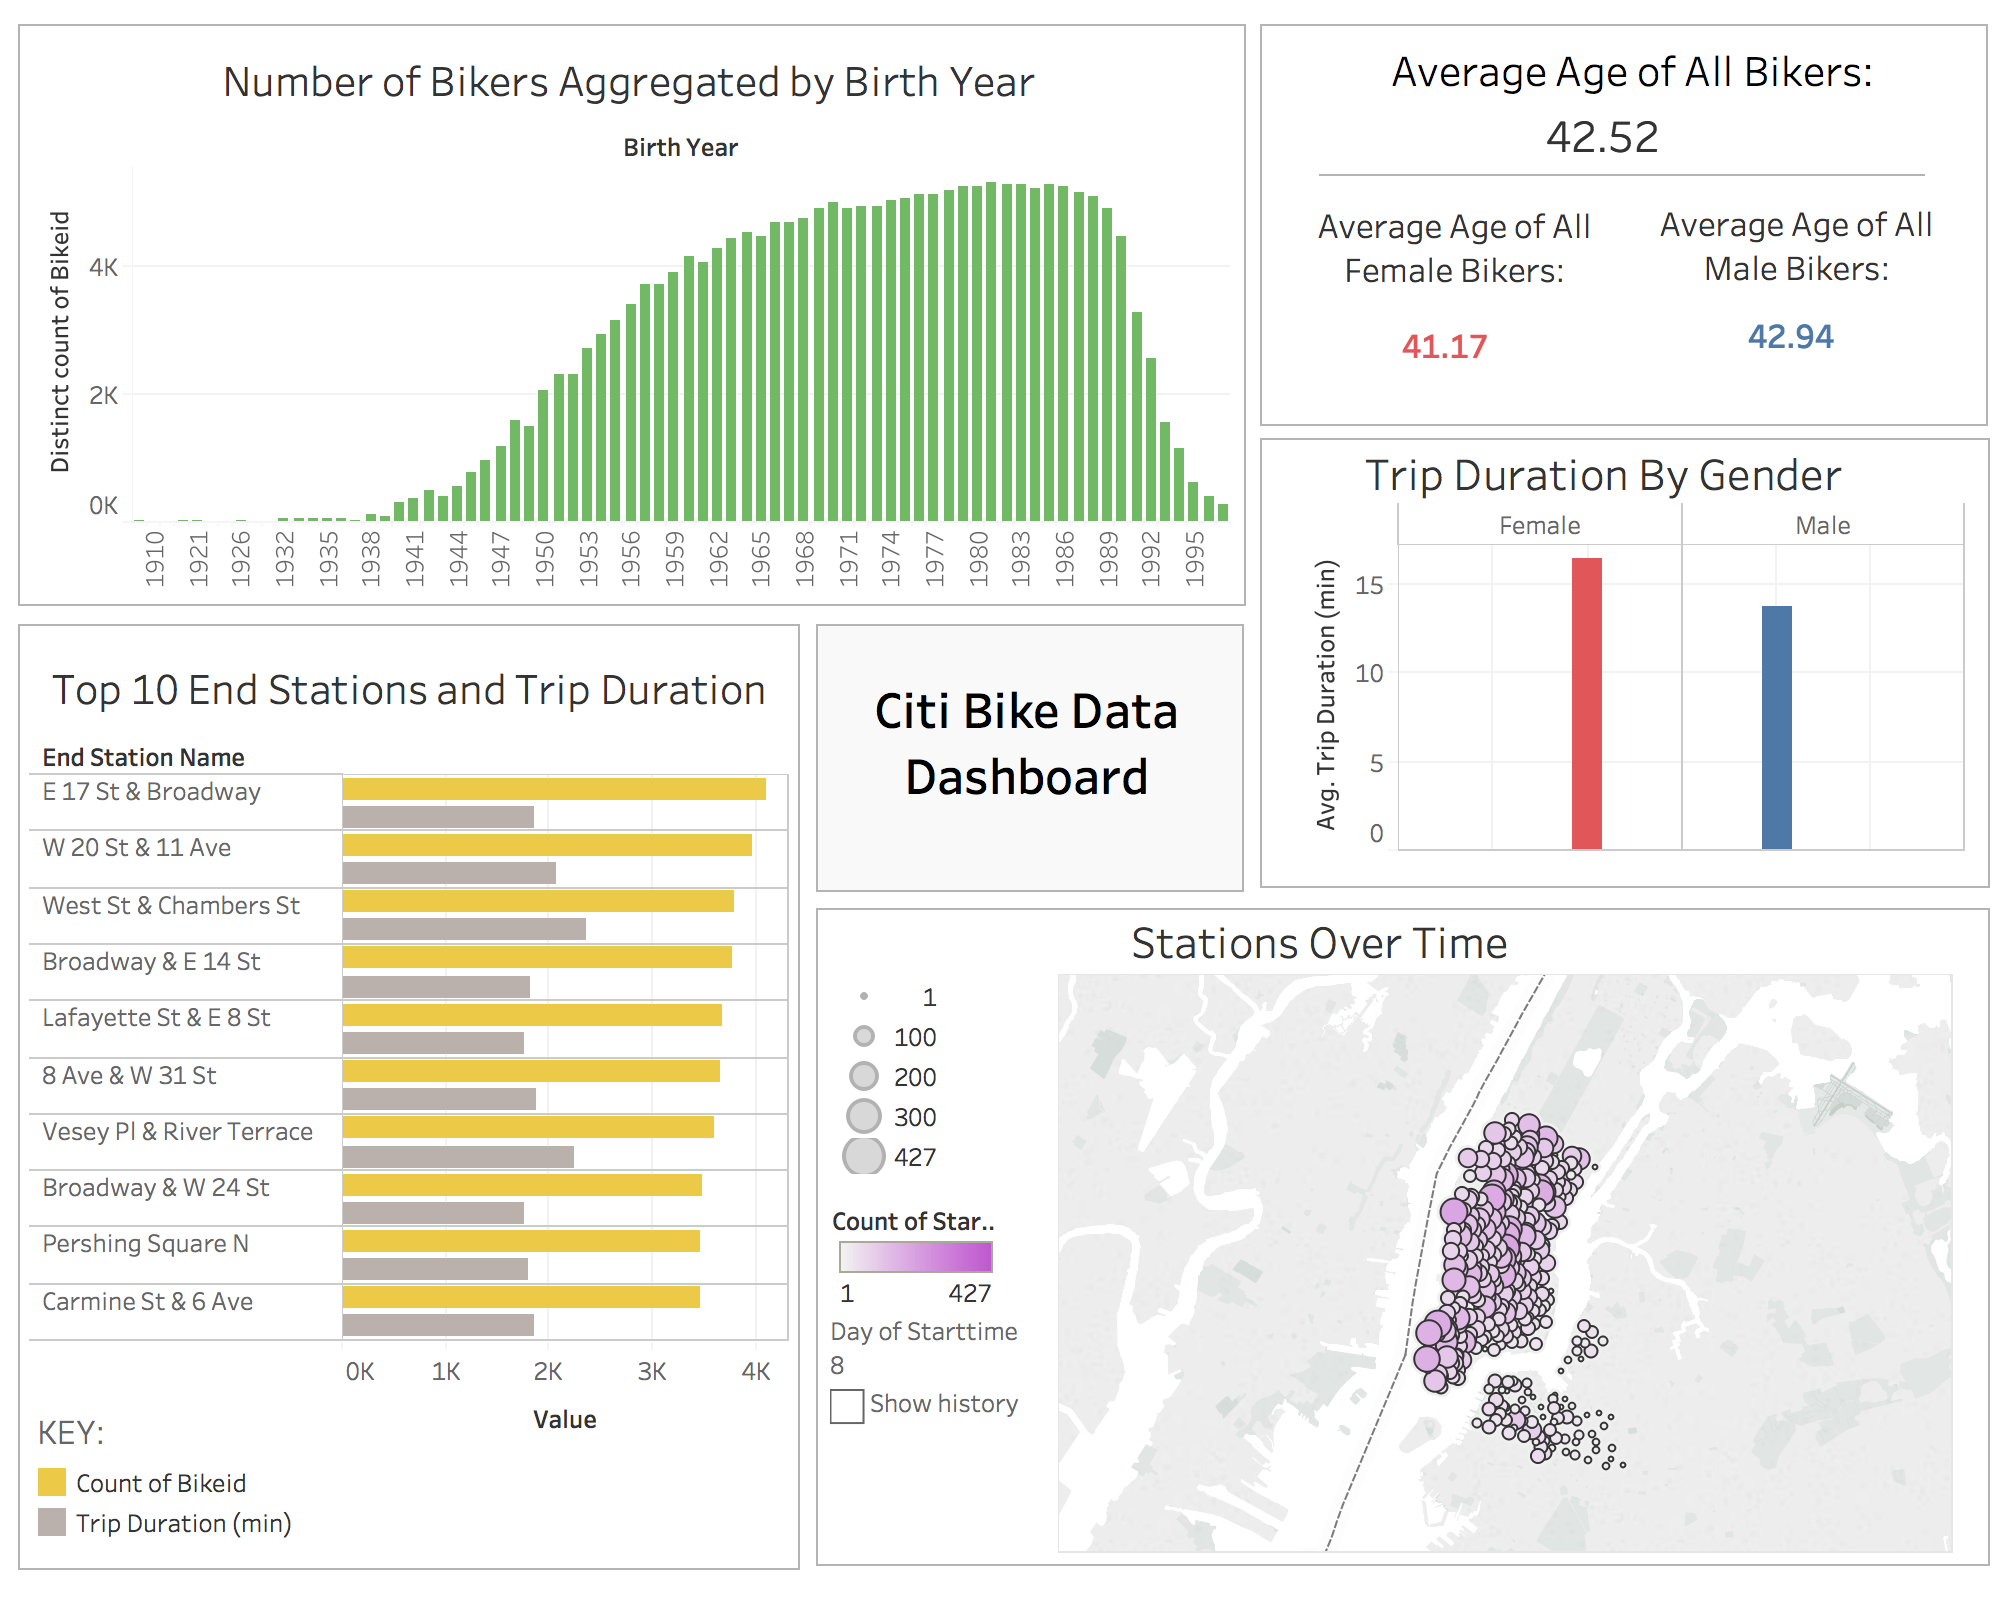 Number of Bikers Aggregated by Birth Year
Birth Year
Distinct count of Bikeid
4K
2K
0K
1910 1921 1926 1932 1935 1938 1941 1944 1947 1950 1953 1956 1959 1962 1965 1968 1971 1974 1977 1980 1983 1986 1989 1992 1995
Average Age of All Bikers:
42.52
Average Age of All
Female Bikers:
41.17
Average Age of All
Male Bikers:
42.94
Trip Duration By Gender
Female Male
Avg. Trip Duration (min)
15
10
5
0
Top 10 End Stations and Trip Duration
End Station Name
E 17 St & Broadway
W 20 St & 11 Ave
West St & Chambers St
Broadway & E 14 St
Lafayette St & E 8 St
8 Ave & W 31 St
Vesey Pl & River Terrace
Broadway & W 24 St
Pershing Square N
Carmine St & 6 Ave
0K 1K 2K 3K 4K
Value
KEY:
Count of Bikeid
Trip Duration (min)
Citi Bike Data
Dashboard
Stations Over Time
1
100
200
300
427
Count of Star..
1 427
Day of Starttime
8
Show history